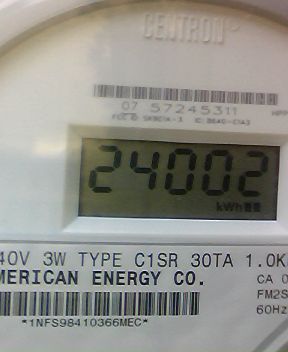 CENTRON
07 57245311
24002
kWh
40V 3W TYPE C1SR 30TA 1.0K
MERICAN ENERGY CO.
CA 0
FM2S
60Hz
*1NFS98410366MEC*